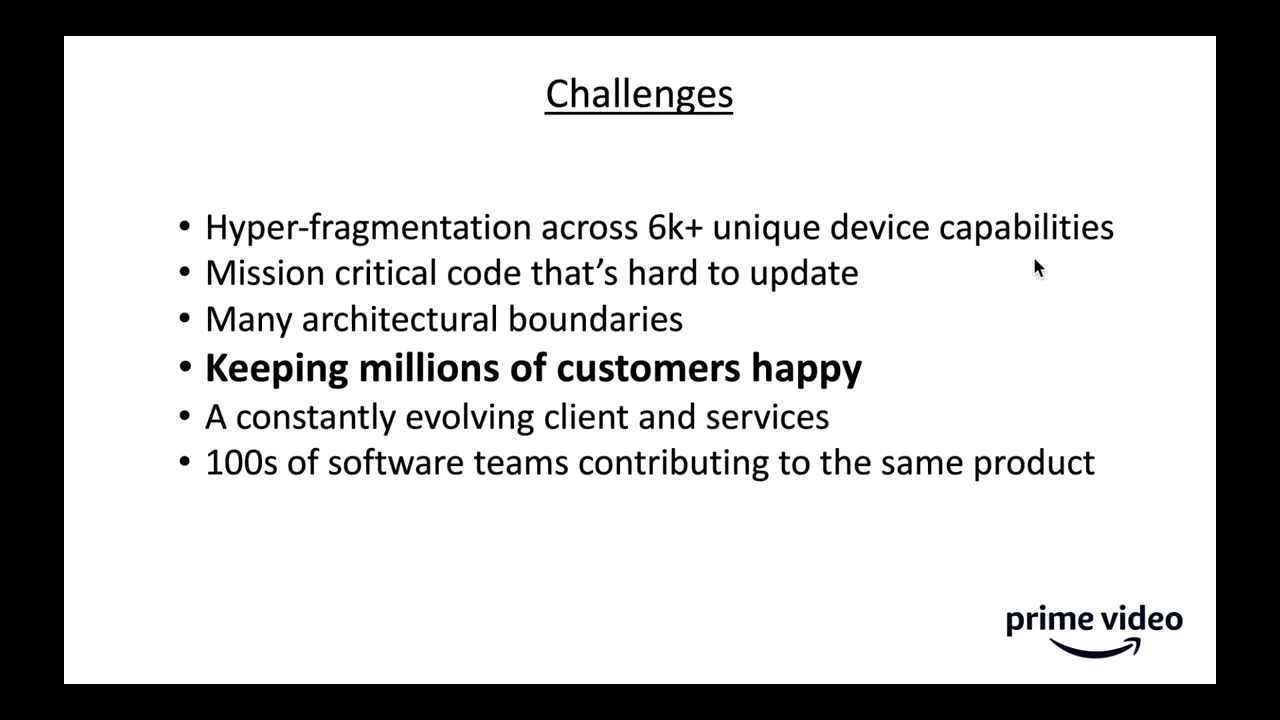 Challenges
• Hyper-fragmentation across 6k+ unique device capabilities
• Mission critical code that’s hard to update
• Many architectural boundaries
• Keeping millions of customers happy
• A constantly evolving client and services
• 100s of software teams contributing to the same product
prime video